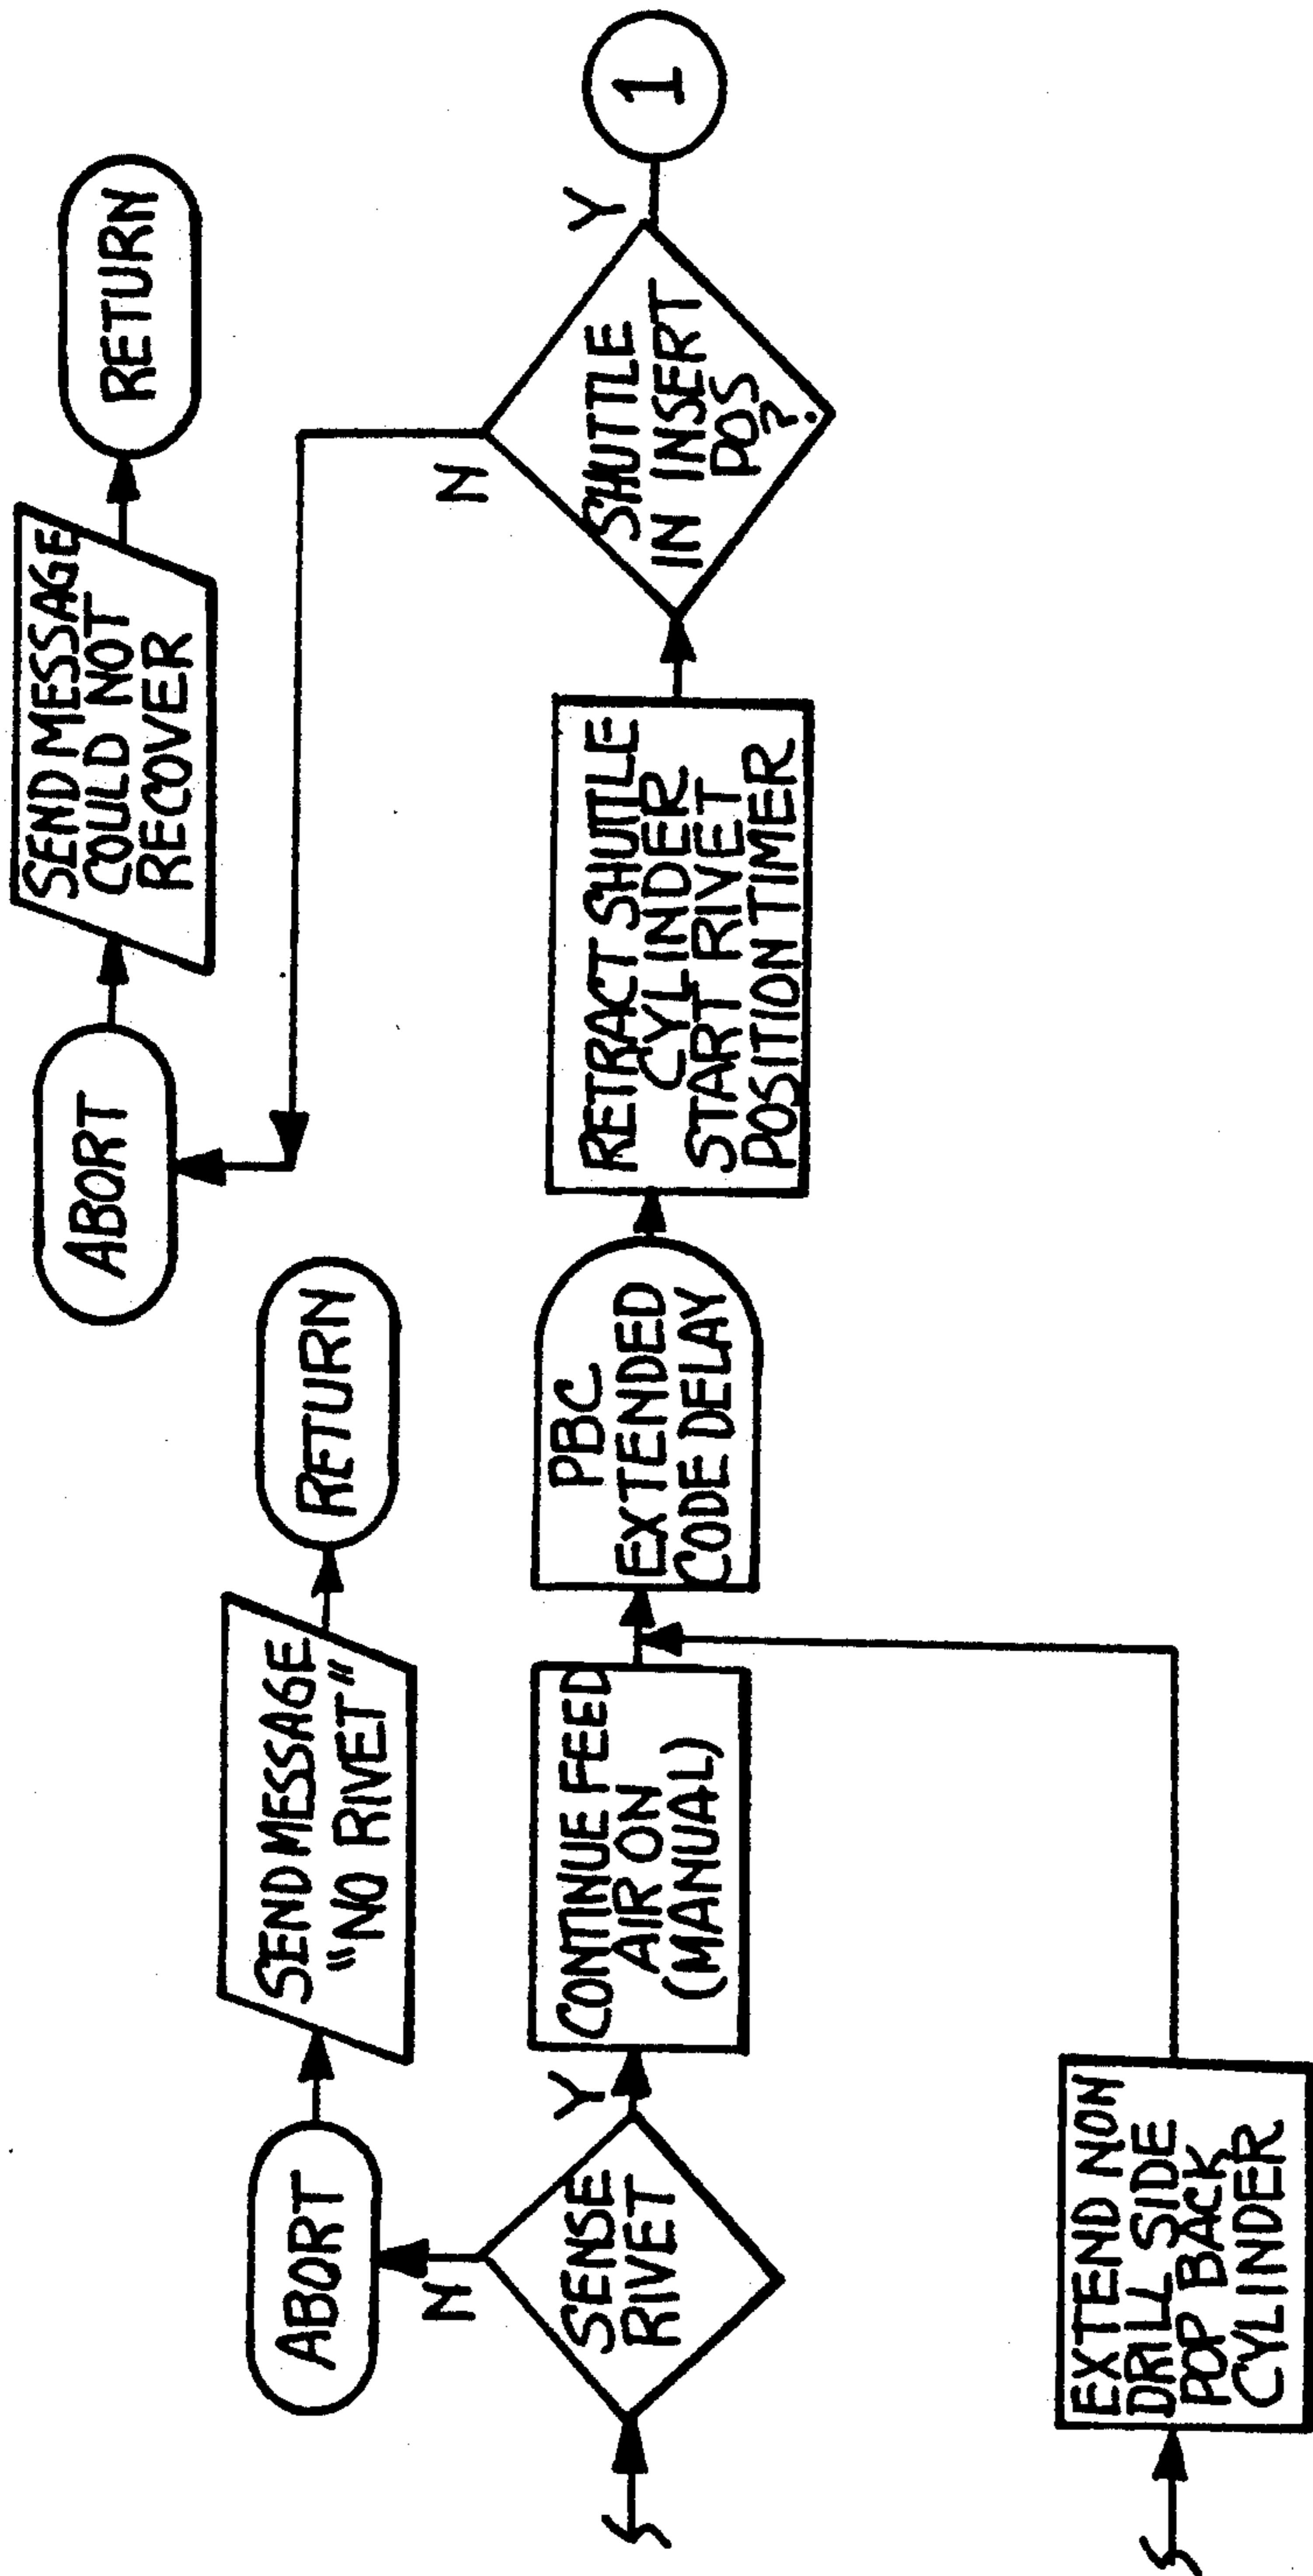 ABORT
SEND MESSAGE
COULD NOT
RECOVER
RETURN
ABORT
SEND MESSAGE
"NO RIVET"
RETURN
N
N
SENSE
RIVET
Y
CONTINUE FEED
AIR ON
(MANUAL)
PBC
EXTENDED
CODE DELAY
RETRACT SHUTTLE
CYLINDER
START RIVET
POSITION TIMER
SHUTTLE
IN INSERT
POS
?
Y
1
EXTEND NON
DRILL SIDE
POP BACK
CYLINDER